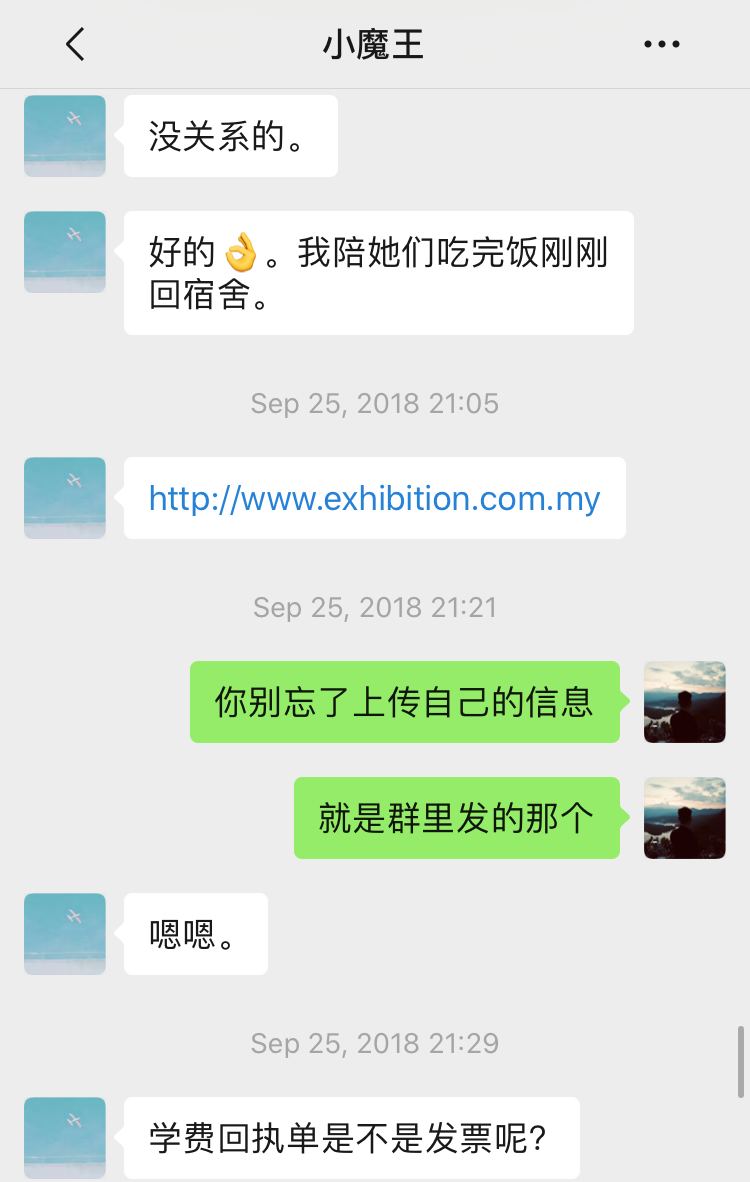 小魔王
没关系的。
好的👌。我陪她们吃完饭刚刚
回宿舍。
Sep 25, 2018 21:05
http://www.exhibition.com.my
Sep 25, 2018 21:21
你别忘了上传自己的信息
就是群里发的那个
嗯嗯。
Sep 25, 2018 21:29
学费回执单是不是发票呢?